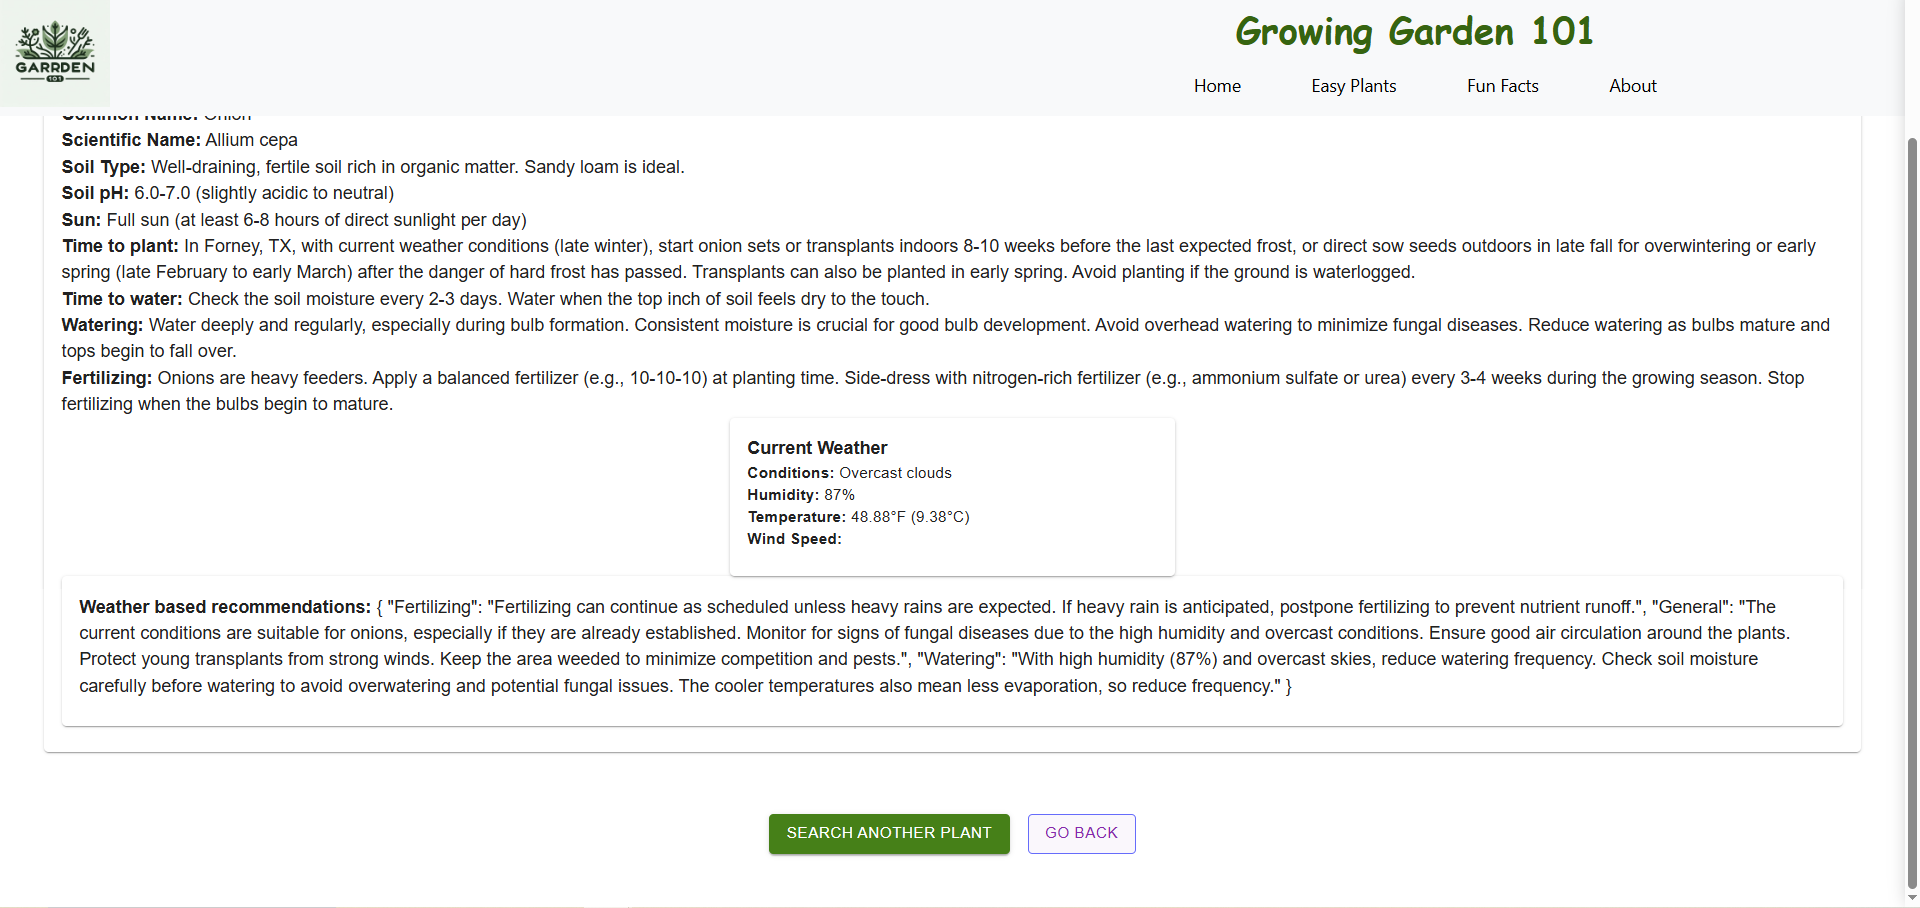 GARRDEN
101
Growing Garden 101
Home Easy Plants Fun Facts About
Common Name: Onion
Scientific Name: Allium cepa
Soil Type: Well-draining, fertile soil rich in organic matter. Sandy loam is ideal.
Soil pH: 6.0-7.0 (slightly acidic to neutral)
Sun: Full sun (at least 6-8 hours of direct sunlight per day)
Time to plant: In Forney, TX, with current weather conditions (late winter), start onion sets or transplants indoors 8-10 weeks before the last expected frost, or direct sow seeds outdoors in late fall for overwintering or early
spring (late February to early March) after the danger of hard frost has passed. Transplants can also be planted in early spring. Avoid planting if the ground is waterlogged.
Time to water: Check the soil moisture every 2-3 days. Water when the top inch of soil feels dry to the touch.
Watering: Water deeply and regularly, especially during bulb formation. Consistent moisture is crucial for good bulb development. Avoid overhead watering to minimize fungal diseases. Reduce watering as bulbs mature and
tops begin to fall over.
Fertilizing: Onions are heavy feeders. Apply a balanced fertilizer (e.g., 10-10-10) at planting time. Side-dress with nitrogen-rich fertilizer (e.g., ammonium sulfate or urea) every 3-4 weeks during the growing season. Stop
fertilizing when the bulbs begin to mature.
Current Weather
Conditions: Overcast clouds
Humidity: 87%
Temperature: 48.88°F (9.38°C)
Wind Speed:
Weather based recommendations: { "Fertilizing": "Fertilizing can continue as scheduled unless heavy rains are expected. If heavy rain is anticipated, postpone fertilizing to prevent nutrient runoff.", "General": "The
current conditions are suitable for onions, especially if they are already established. Monitor for signs of fungal diseases due to the high humidity and overcast conditions. Ensure good air circulation around the plants.
Protect young transplants from strong winds. Keep the area weeded to minimize competition and pests.", "Watering": "With high humidity (87%) and overcast skies, reduce watering frequency. Check soil moisture
carefully before watering to avoid overwatering and potential fungal issues. The cooler temperatures also mean less evaporation, so reduce frequency." }
SEARCH ANOTHER PLANT GO BACK